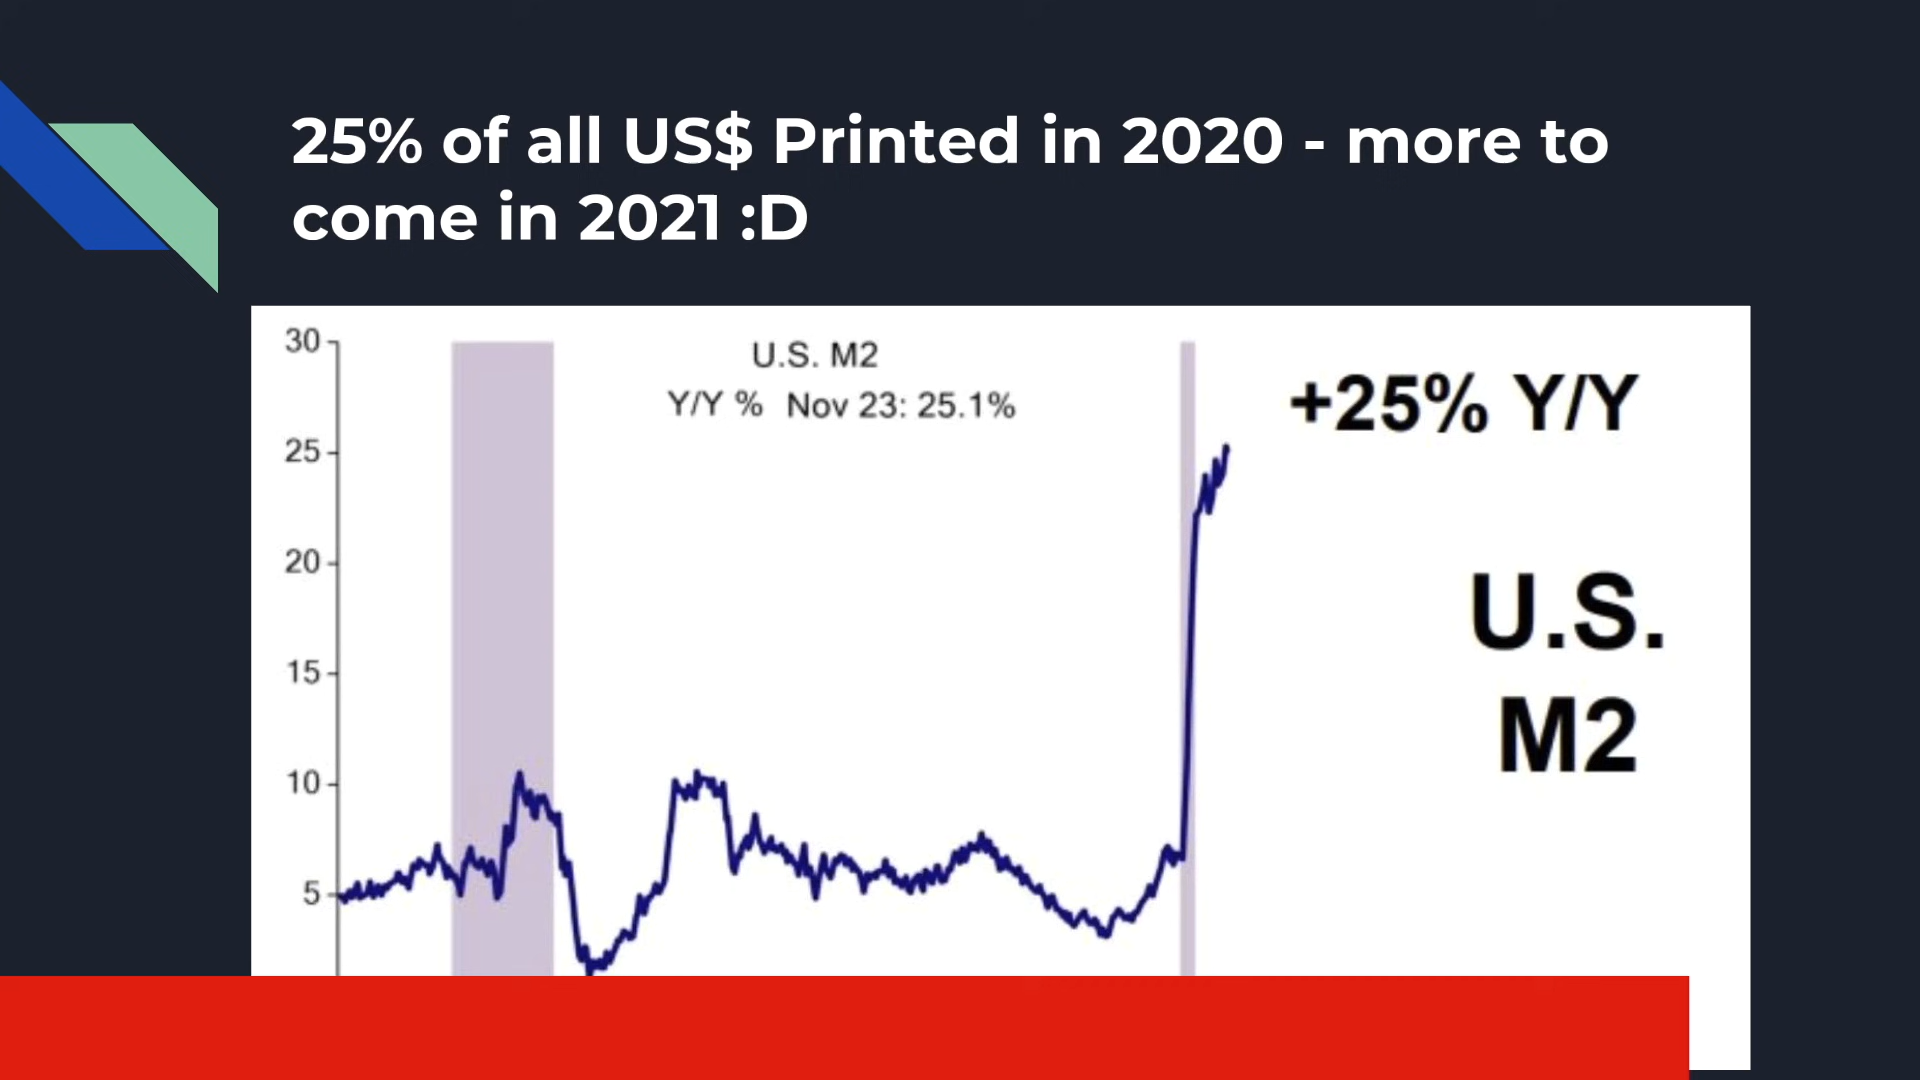 25% of all US$ Printed in 2020 - more to
come in 2021 :D
30
U.S. M2
Y/Y % Nov 23: 25.1%
+25% Y/Y
25
20
U.S.
M2
15
10
5